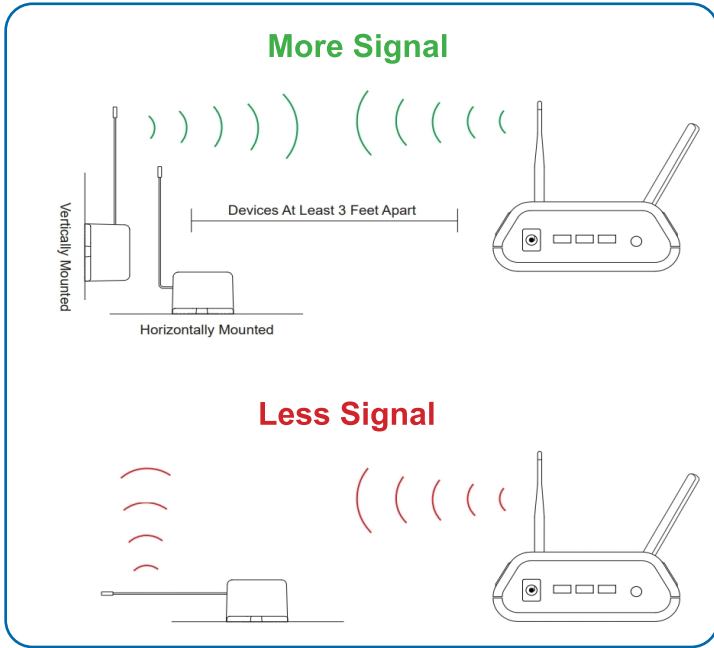 More Signal
Vertically Mounted
Devices At Least 3 Feet Apart
Horizontally Mounted
Less Signal